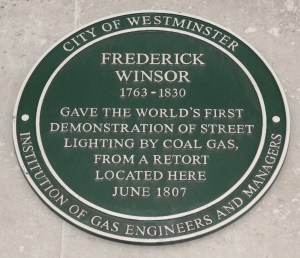 CITY OF WESTMINSTER
FREDERICK
WINSOR
1763-1830
GAVE THE WORLD'S FIRST
DEMONSTRATION OF STREET
LIGHTING BY COAL GAS,
FROM A RETORT
LOCATED HERE
JUNE 1807
INSTITUTION OF GAS ENGINEERS AND MANAGERS